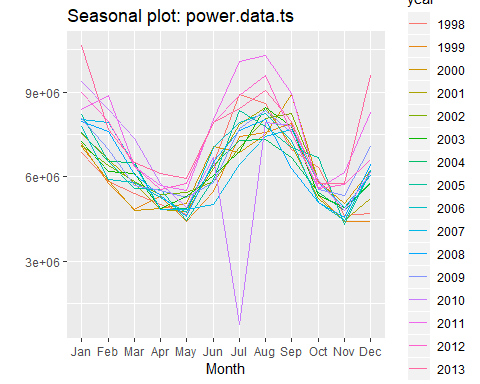 Seasonal plot: power.data.ts
year
9e+06
6e+06
3e+06
Jan Feb Mar Apr May Jun Jul Aug Sep Oct Nov Dec
Month
1998
1999
2000
2001
2002
2003
2004
2005
2006
2007
2008
2009
2010
2011
2012
2013